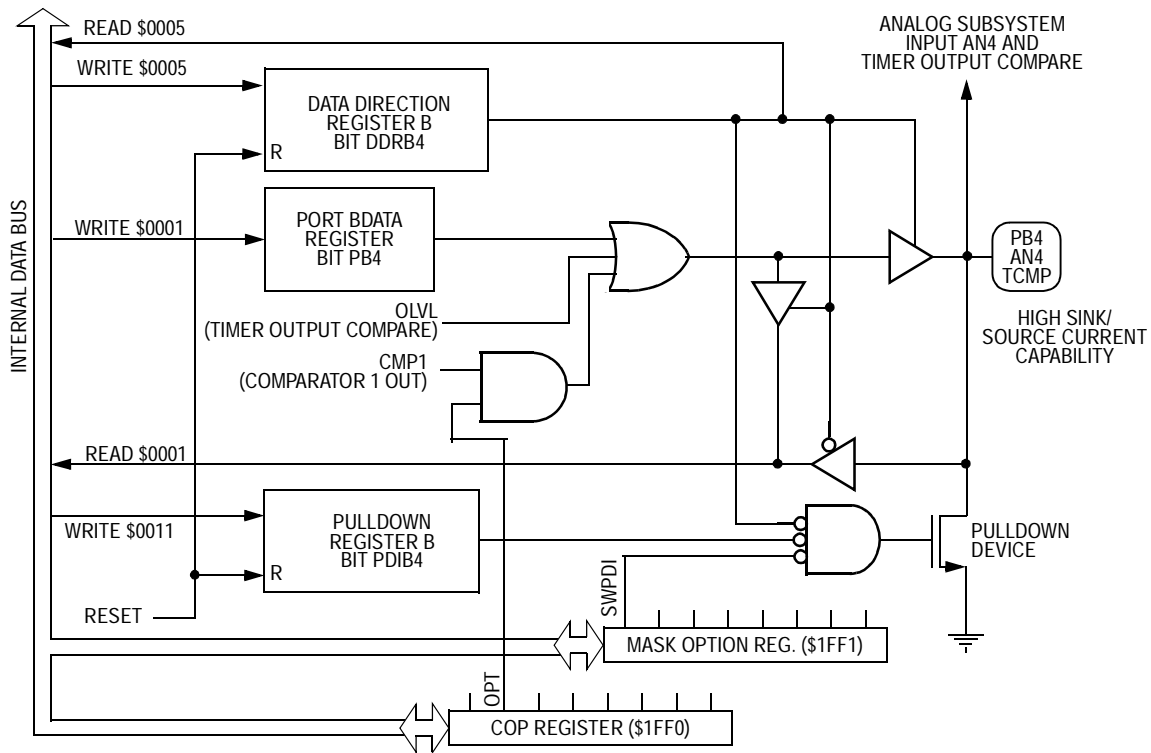 READ $0005
WRITE $0005
DATA DIRECTION
REGISTER B
BIT DDRB4
R
ANALOG SUBSYSTEM
INPUT AN4 AND
TIMER OUTPUT COMPARE
INTERNAL DATA BUS
WRITE $0001
PORT BDATA
REGISTER
BIT PB4
OLVL
(TIMER OUTPUT COMPARE)
CMP1
(COMPARATOR 1 OUT)
PB4
AN4
TCMP
HIGH SINK/
SOURCE CURRENT
CAPABILITY
READ $0001
WRITE $0011
PULLDOWN
REGISTER B
BIT PDIB4
R
PULLDOWN
DEVICE
RESET
SWPDI
MASK OPTION REG. ($1FF1)
OPT
COP REGISTER ($1FF0)